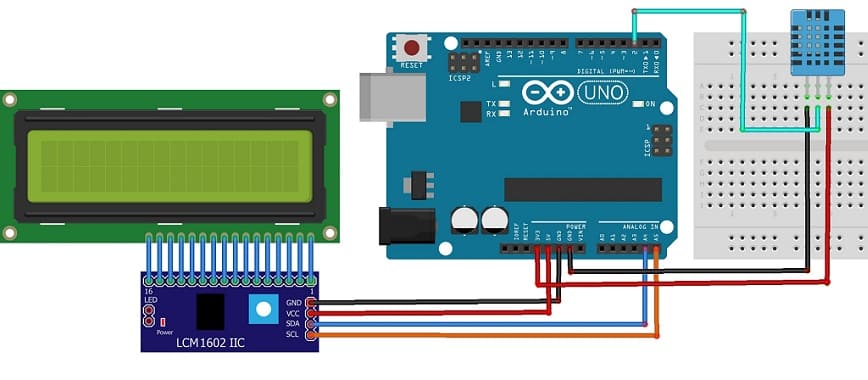 RESET
ICSP2
L
TX
RX
AREF
GND
13
12
~11
~10
~9
8
7
~6
~5
4
~3
2
TX0▸1
RX0◂0
DIGITAL (PWM=~)
UNO
ON
Arduino™
1
ICSP
POWER
ANALOG IN
IOREF
RESET
3V3
5V
GND
GND
VIN
A0
A1
A2
A3
A4
A5
16
1
LED
Power
GND
VCC
SDA
SCL
LCM1602 IIC